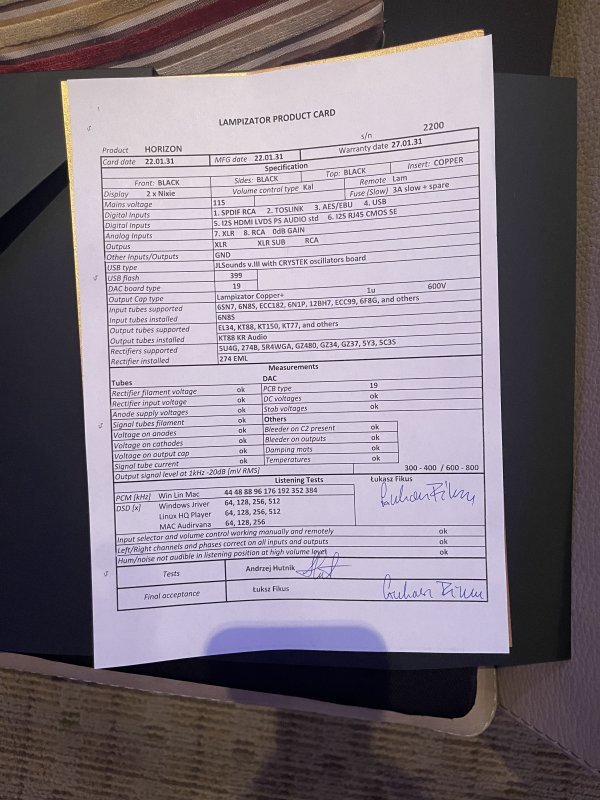 LAMPIZATOR PRODUCT CARD
s/n 2200
Product HORIZON
Card date 22.01.31 MFG date 22.01.31 Warranty date 27.01.31
Specification
Front: BLACK Sides: BLACK Top: BLACK Insert: COPPER
Display 2 x Nixie Volume control type Kal Remote Lam
Mains voltage 115 Fuse (Slow) 3A slow + spare
Digital Inputs 1. SPDIF RCA 2. TOSLINK 3. AES/EBU 4. USB
Digital Inputs 5. I2S HDMI LVDS PS AUDIO std 6. I2S RJ45 CMOS SE
Analog Inputs 7. XLR 8. RCA 0dB GAIN
Outpus XLR XLR SUB RCA
Other Inputs/Outputs GND
USB type JLSounds v.III with CRYSTEK oscillators board
USB flash 399
DAC board type 19
Output Cap type Lampizator Copper+ 1u 600V
Input tubes supported 6SN7, 6N8S, ECC182, 6N1P, 12BH7, ECC99, 6F8G, and others
Input tubes installed 6N8S
Output tubes supported EL34, KT88, KT150, KT77, and others
Output tubes installed KT88 KR Audio
Rectifiers supported 5U4G, 274B, 5R4WGA, GZ480, GZ34, GZ37, 5Y3, 5C3S
Rectifier installed 274 EML
Measurements
Tubes DAC
Rectifier filament voltage ok PCB type 19
Rectifier input voltage ok DC voltages ok
Anode supply voltages ok Stab voltages ok
Signal tubes filament ok Others
Voltage on anodes ok Bleeder on C2 present ok
Voltage on cathodes ok Bleeder on outputs ok
Voltage on output cap ok Damping mats ok
Signal tube current ok Temperatures ok
Output signal level at 1kHz -20dB [mV RMS] 300 - 400 / 600 - 800
Listening Tests Łukasz Fikus
PCM [kHz] Win Lin Mac 44 48 88 96 176 192 352 384
DSD [x] Windows Jriver 64, 128, 256, 512
Linux HQ Player 64, 128, 256, 512
MAC Audirvana 64, 128, 256
Input selector and volume control working manually and remotely ok
Left/Right channels and phases correct on all inputs and outputs ok
Hum/noise not audible in listening position at high volume level ok
Tests Andrzej Hutnik
Final acceptance Łuksz Fikus